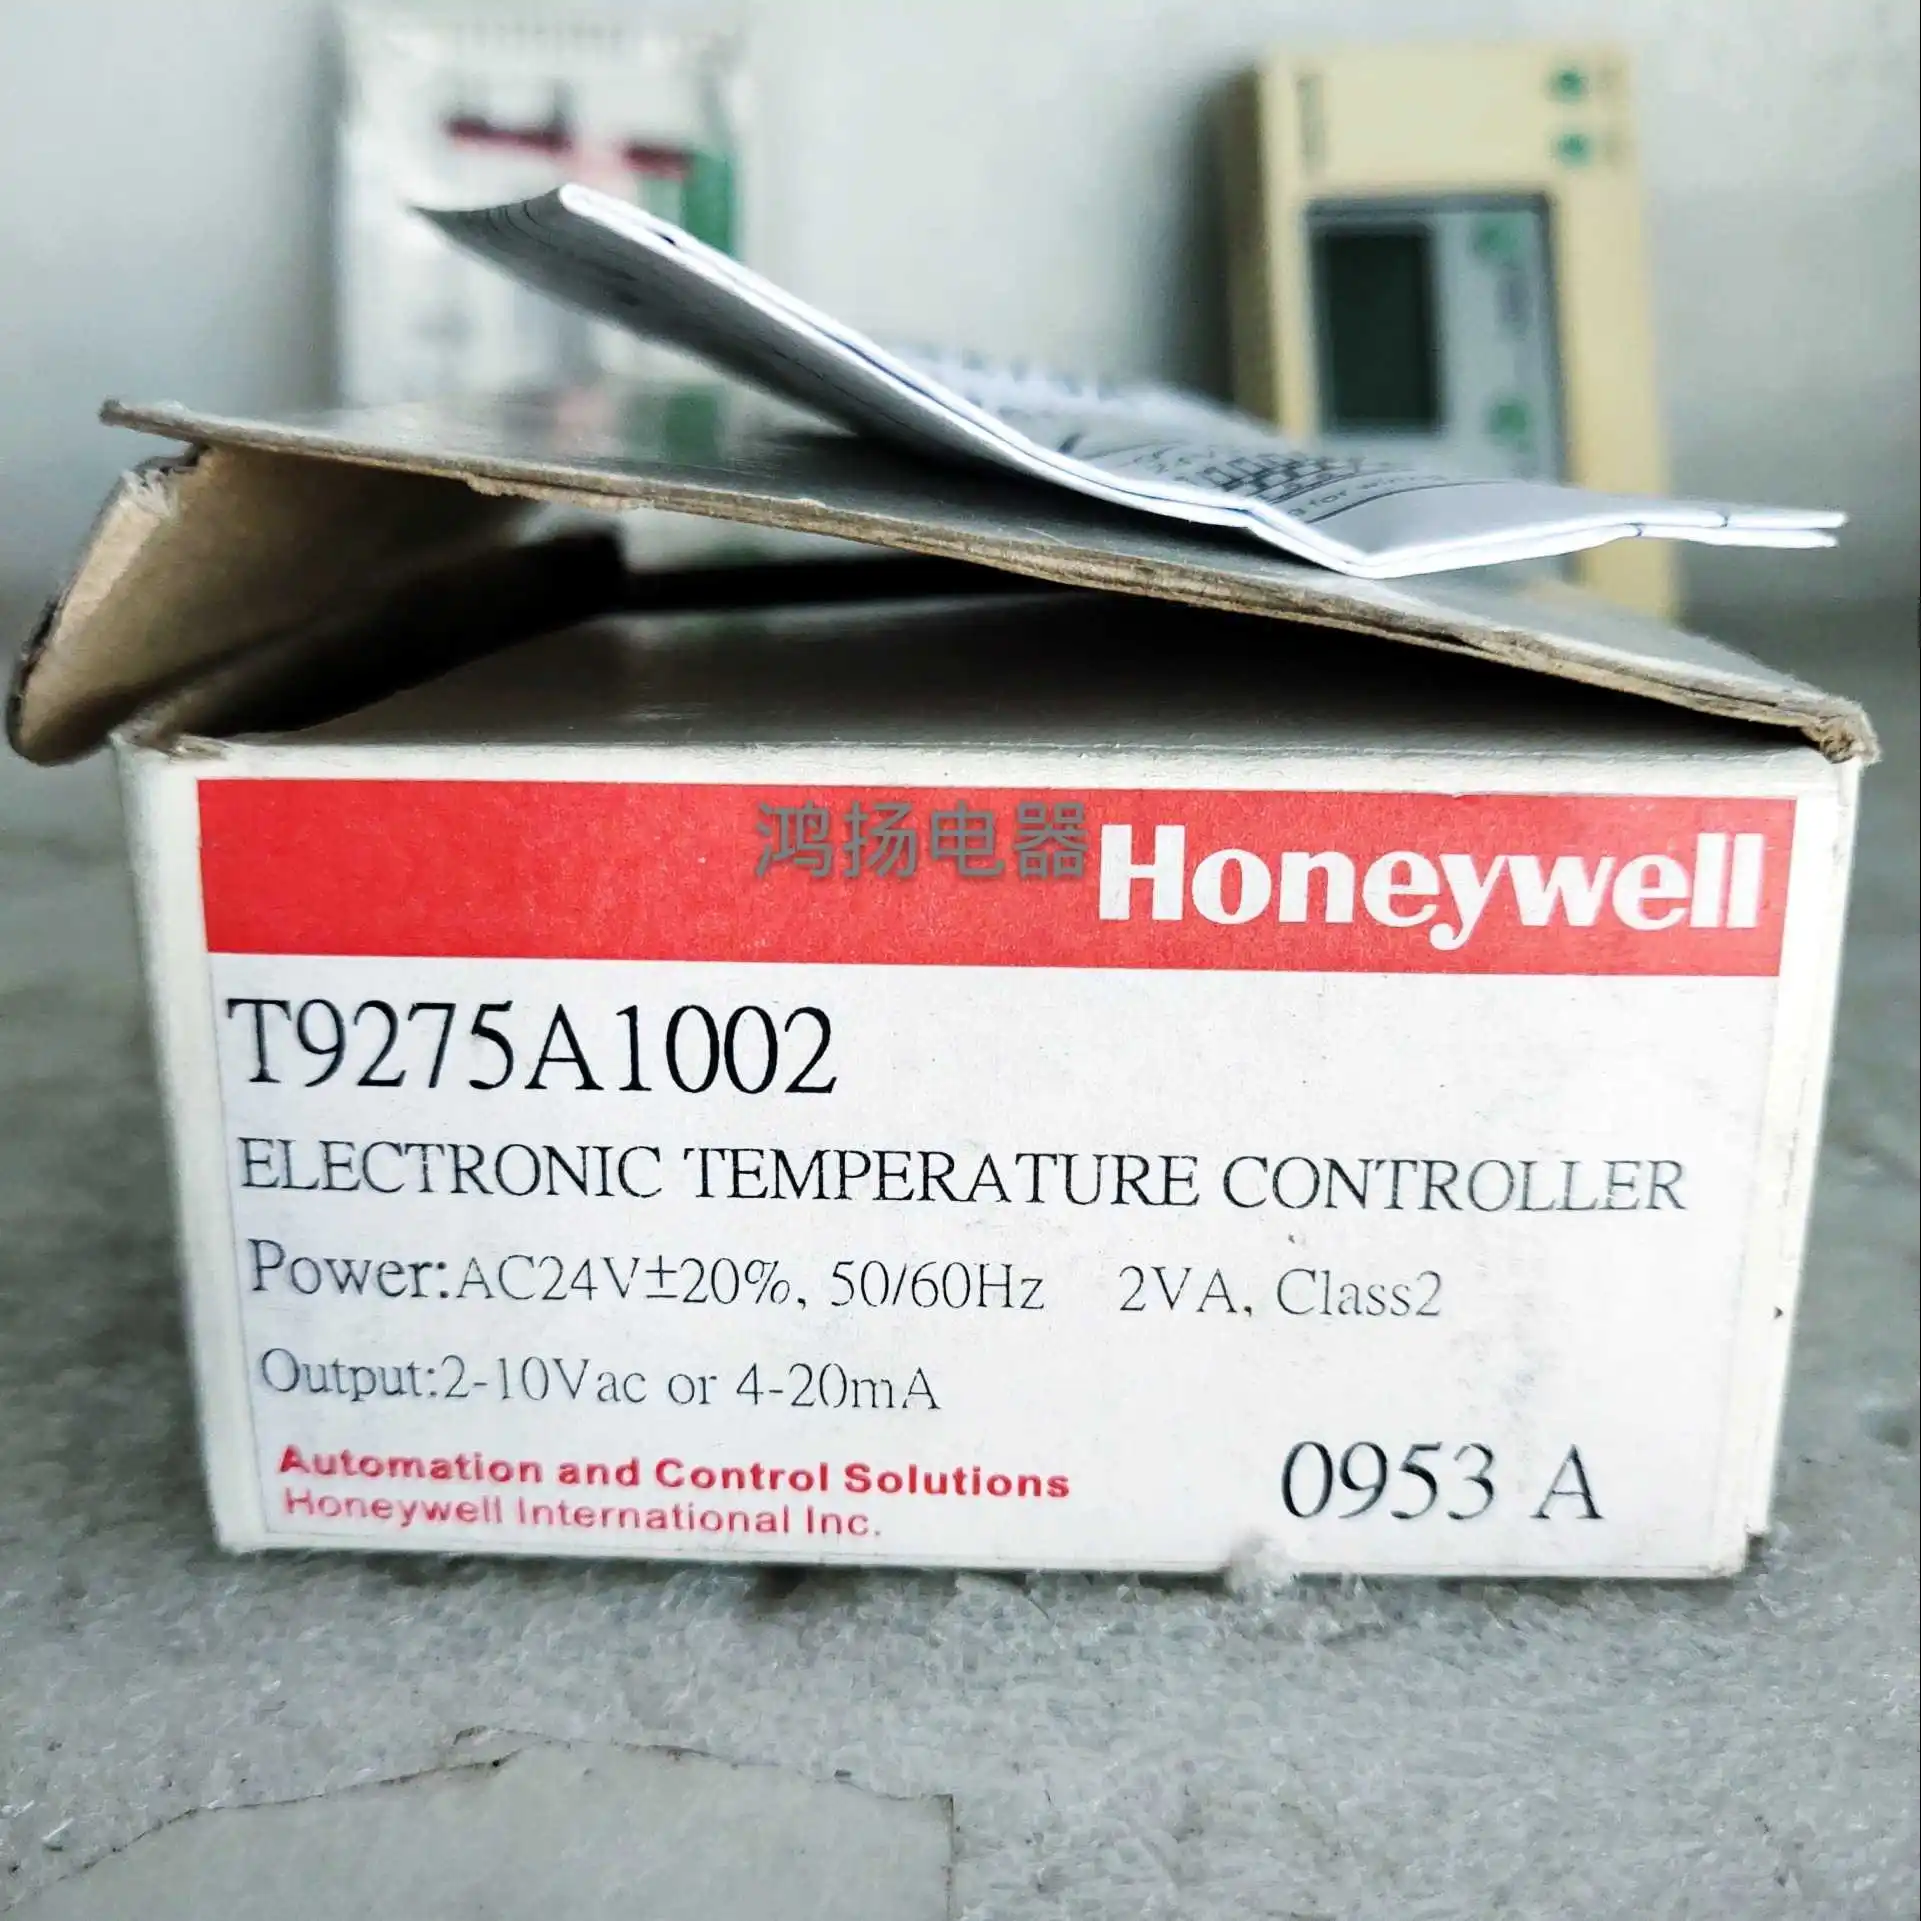 鸿扬电器
Honeywell
T9275A1002
ELECTRONIC TEMPERATURE CONTROLLER
Power:AC24V±20%, 50/60Hz 2VA, Class2
Output:2-10Vac or 4-20mA
Automation and Control Solutions
Honeywell International Inc.
0953 A